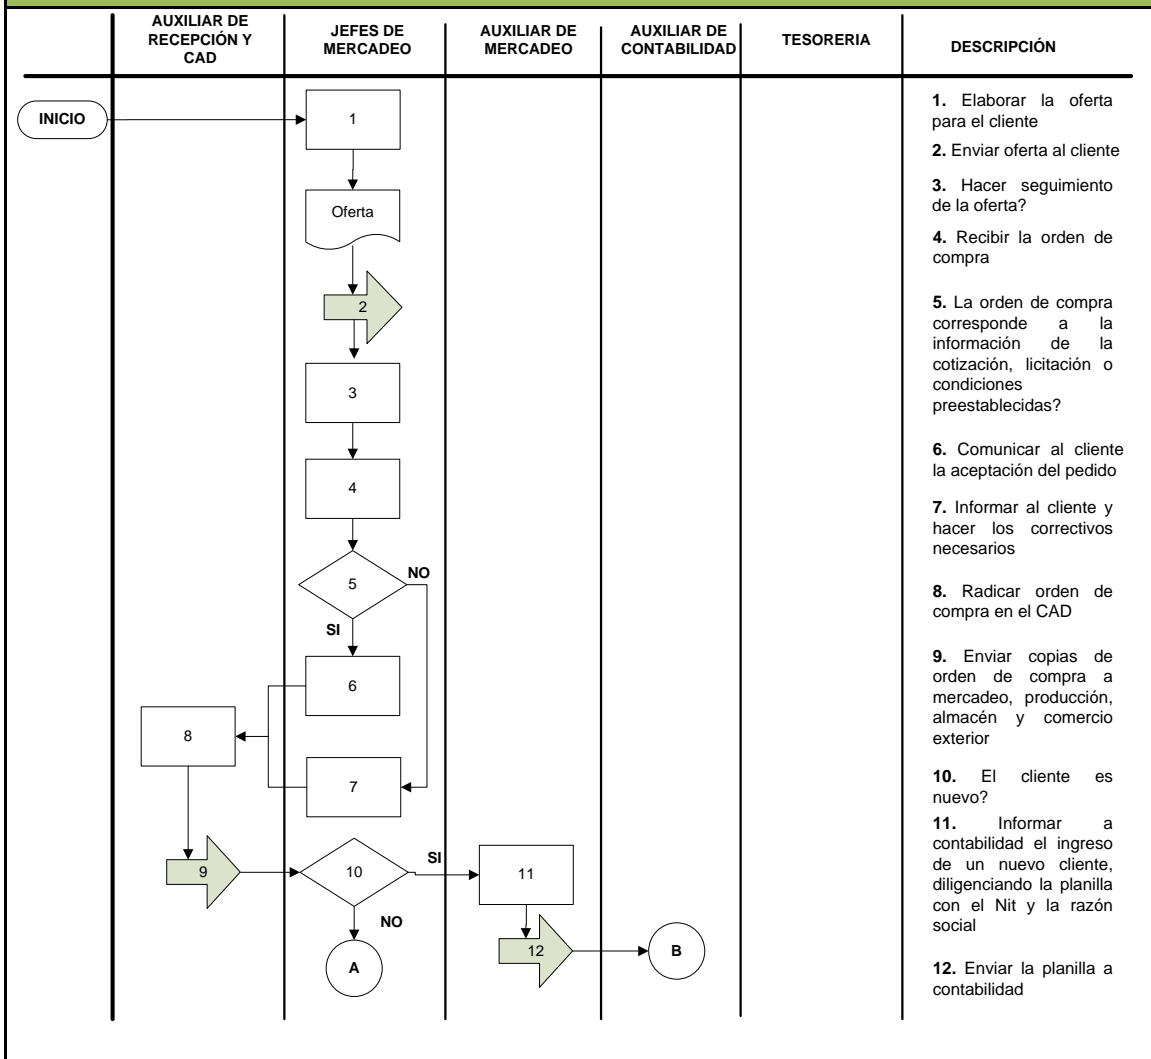 AUXILIAR DE
RECEPCIÓN Y
CAD
JEFES DE
MERCADEO
AUXILIAR DE
MERCADEO
AUXILIAR DE
CONTABILIDAD
TESORERIA
DESCRIPCIÓN
INICIO
1
Oferta
2
3
4
5
NO
SI
6
8
7
9
10
SI
11
NO
A
12
B
1. Elaborar la oferta
para el cliente
2. Enviar oferta al cliente
3. Hacer seguimiento
de la oferta?
4. Recibir la orden de
compra
5. La orden de compra
corresponde a la
información de la
cotización, licitación o
condiciones
preestablecidas?
6. Comunicar al cliente
la aceptación del pedido
7. Informar al cliente y
hacer los correctivos
necesarios
8. Radicar orden de
compra en el CAD
9. Enviar copias de
orden de compra a
mercadeo, producción,
almacén y comercio
exterior
10. El cliente es
nuevo?
11. Informar a
contabilidad el ingreso
de un nuevo cliente,
diligenciando la planilla
con el Nit y la razón
social
12. Enviar la planilla a
contabilidad